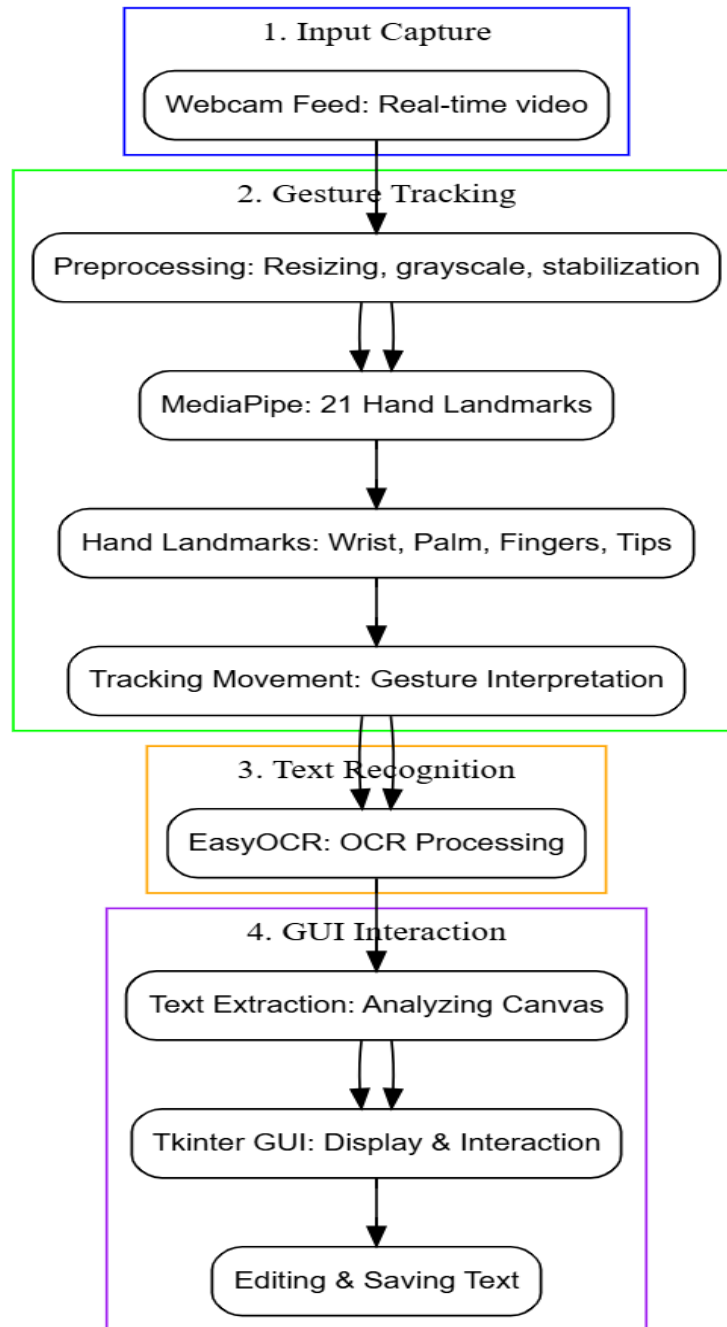 1. Input Capture
Webcam Feed: Real-time video
2. Gesture Tracking
Preprocessing: Resizing, grayscale, stabilization
MediaPipe: 21 Hand Landmarks
Hand Landmarks: Wrist, Palm, Fingers, Tips
Tracking Movement: Gesture Interpretation
3. Text Recognition
EasyOCR: OCR Processing
4. GUI Interaction
Text Extraction: Analyzing Canvas
Tkinter GUI: Display & Interaction
Editing & Saving Text